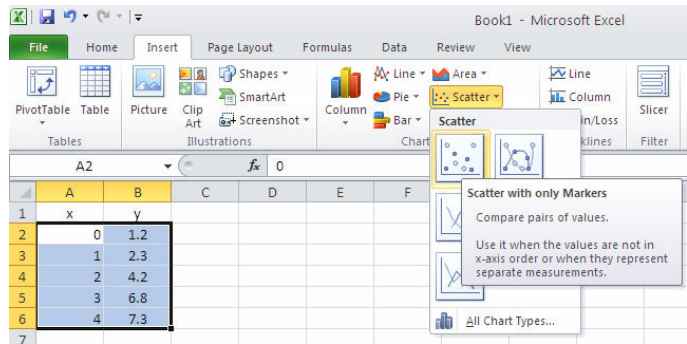 Book1 - Microsoft Excel
File Home Insert Page Layout Formulas Data Review View
PivotTable
Table
Tables
Picture
Clip
Art
Shapes
SmartArt
Screenshot
Illustrations
Column
Line
Pie
Bar
Area
Scatter
Chart
Line
Column
in/Loss
klines
Slicer
Filter
Scatter
Scatter with only Markers
Compare pairs of values.
Use it when the values are not in
x-axis order or when they represent
separate measurements.
All Chart Types...
A2 fx 0
A B C D E F
1 x y
2 0 1.2
3 1 2.3
4 2 4.2
5 3 6.8
6 4 7.3
7